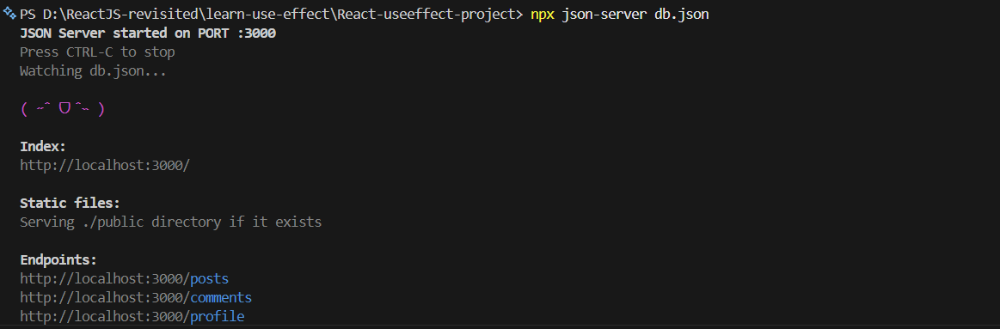 PS D:\ReactJS-revisited\learn-use-effect\React-useeffect-project> npx json-server db.json
JSON Server started on PORT :3000
Press CTRL-C to stop
Watching db.json...
( ˶ˆ ᗜ ˆ˵ )
Index:
http://localhost:3000/
Static files:
Serving ./public directory if it exists
Endpoints:
http://localhost:3000/posts
http://localhost:3000/comments
http://localhost:3000/profile